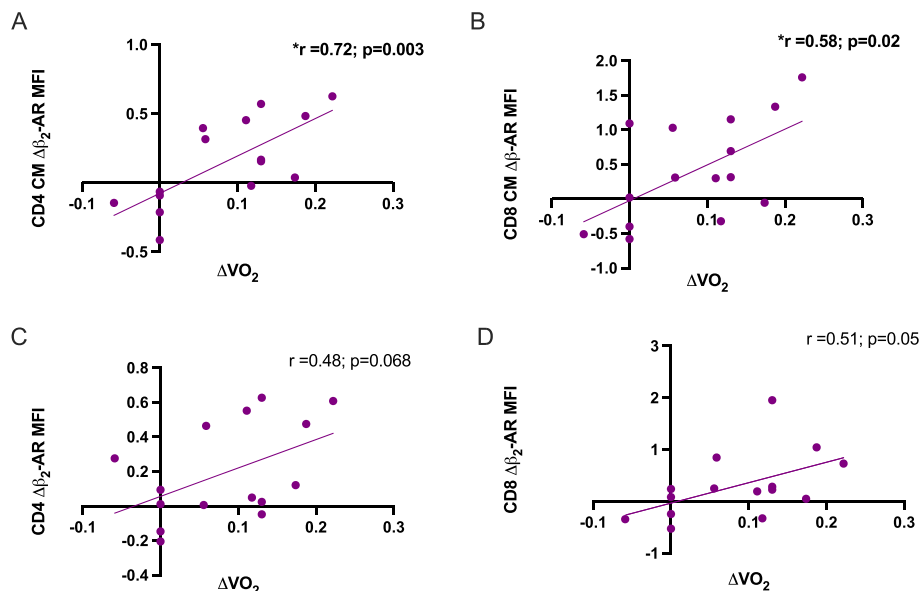 A
*r =0.72; p=0.003
CD4 CM Δβ2-AR MFI
1.0
0.5
-0.5
-0.1 0.1 0.2 0.3
ΔVO2
B
*r =0.58; p=0.02
CD8 CM Δβ-AR MFI
2.0
1.5
1.0
0.5
-0.5
-1.0
-0.1 0.1 0.2 0.3
ΔVO2
C
r =0.48; p=0.068
CD4 Δβ2-AR MFI
0.8
0.6
0.4
0.2
-0.2
-0.4
-0.1 0 0.1 0.2 0.3
ΔVO2
D
r =0.51; p=0.05
CD8 Δβ2-AR MFI
3
2
1
-1
-0.1 0 0.1 0.2 0.3
ΔVO2